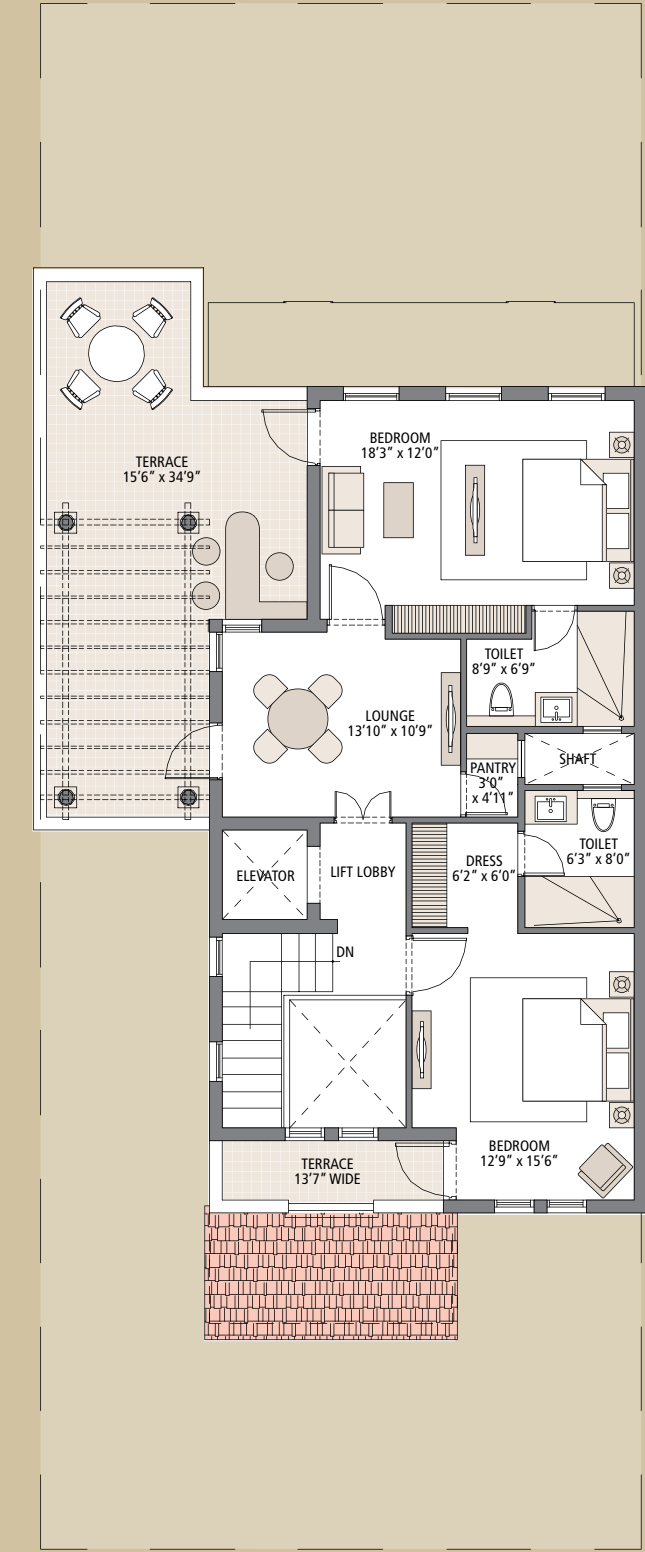 BEDROOM
18’3” x 12’0”
TERRACE
15’6” x 34’9”
TOILET
8’9” x 6’9”
LOUNGE
13’10” x 10’9”
SHAFT
PANTRY
3’0”
x 4’11”
TOILET
6’3” x 8’0”
DRESS
6’2” x 6’0”
LIFT LOBBY
ELEVATOR
DN
BEDROOM
12’9” x 15’6”
TERRACE
13’7” WIDE